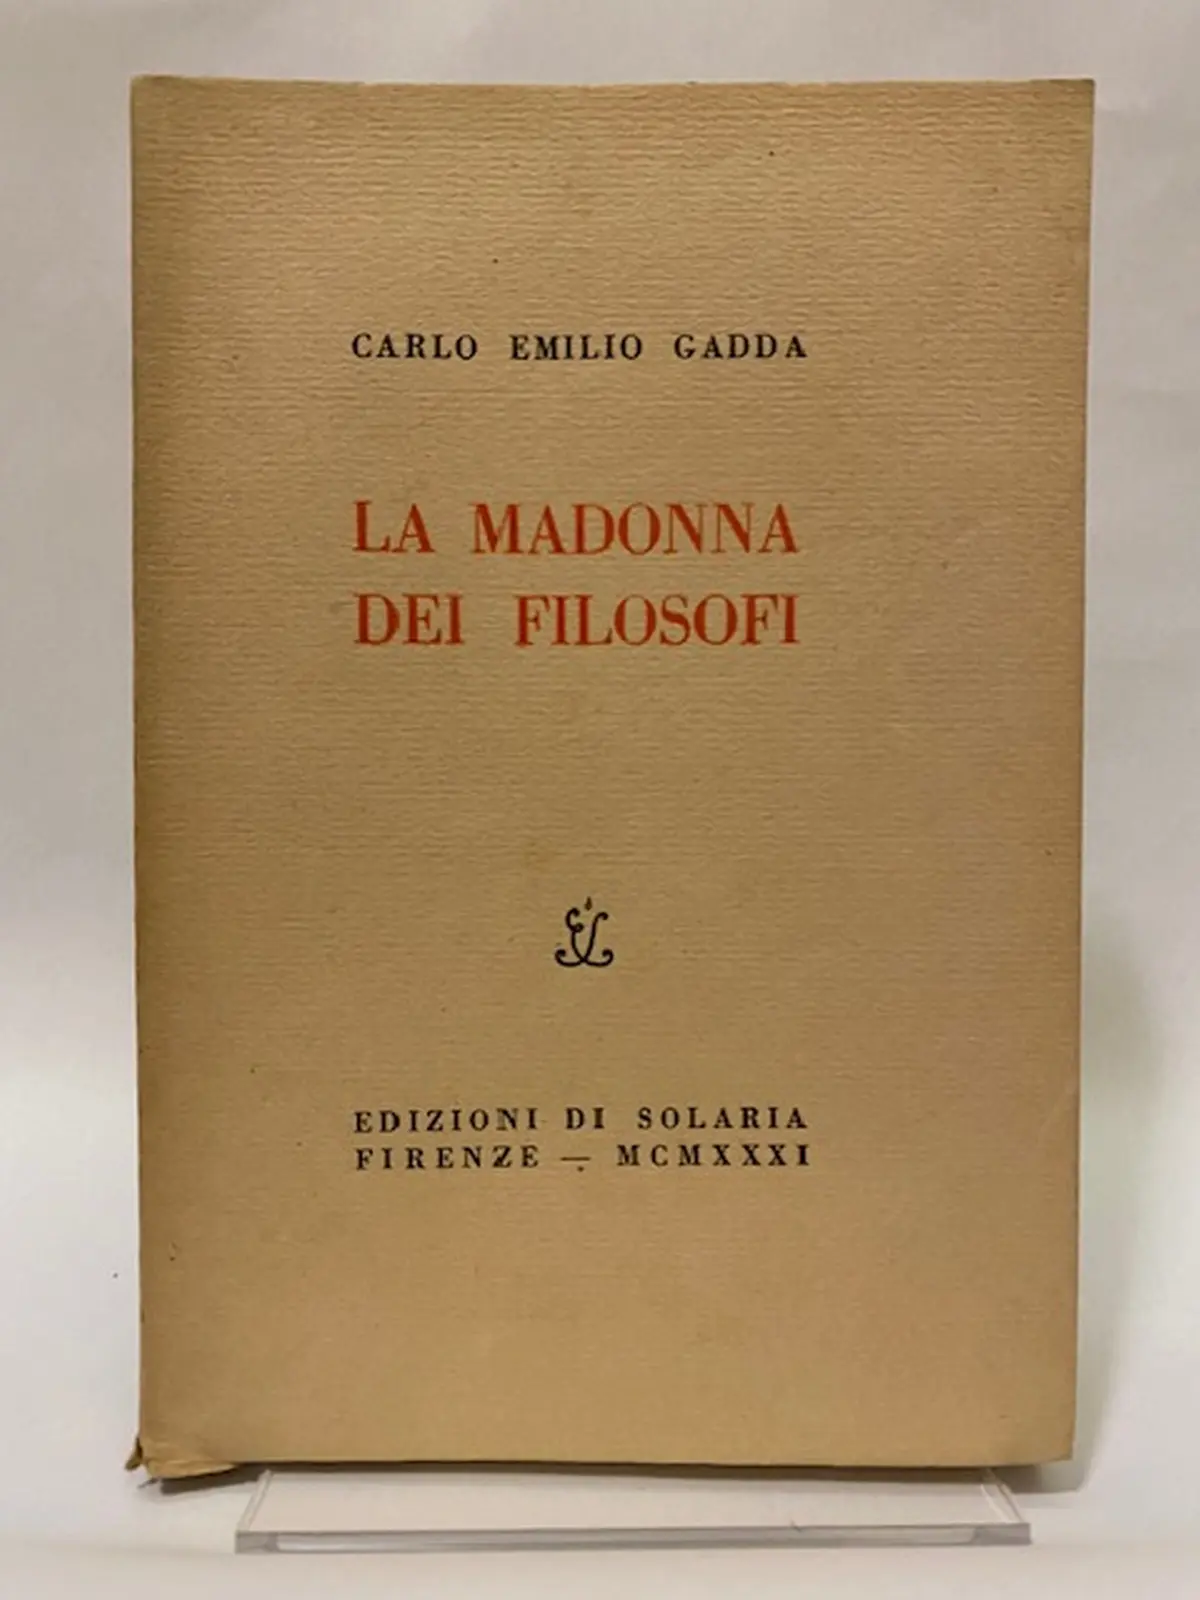 CARLO EMILIO GADDA
LA MADONNA
DEI FILOSOFI
EDIZIONI DI SOLARIA
FIRENZE — MCMXXXI